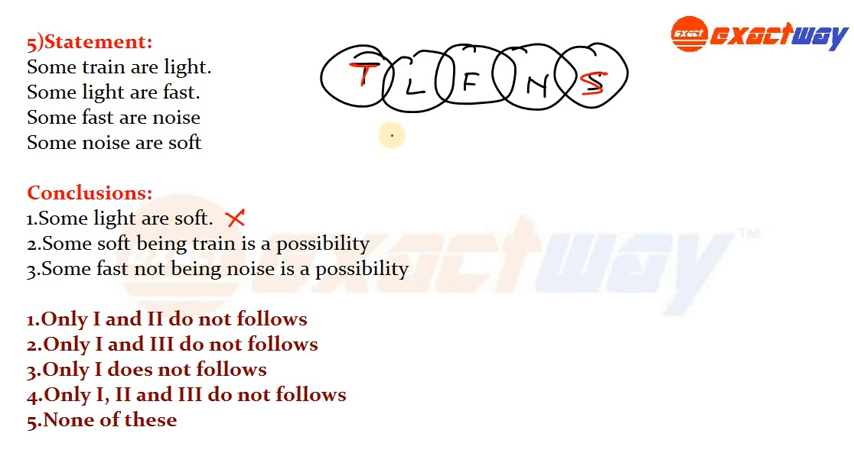 EXACT exactway
5)Statement:
Some train are light.
Some light are fast.
Some fast are noise
Some noise are soft
T L F N S
Conclusions:
1.Some light are soft. X
2.Some soft being train is a possibility
3.Some fast not being noise is a possibility
exactway TM
1.Only I and II do not follows
2.Only I and III do not follows
3.Only I does not follows
4.Only I, II and III do not follows
5.None of these